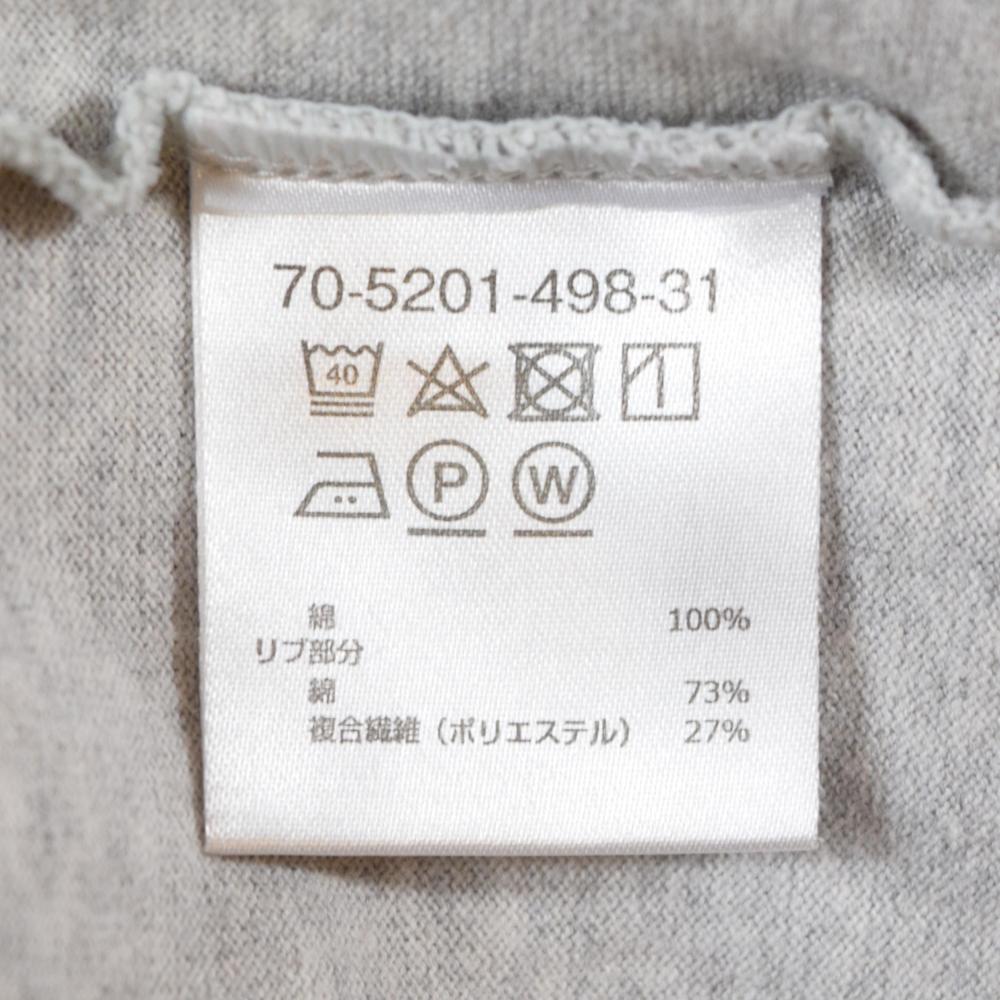 70-5201-498-31
40
P W
綿 100%
リブ部分
綿 73%
複合繊維（ポリエステル） 27%